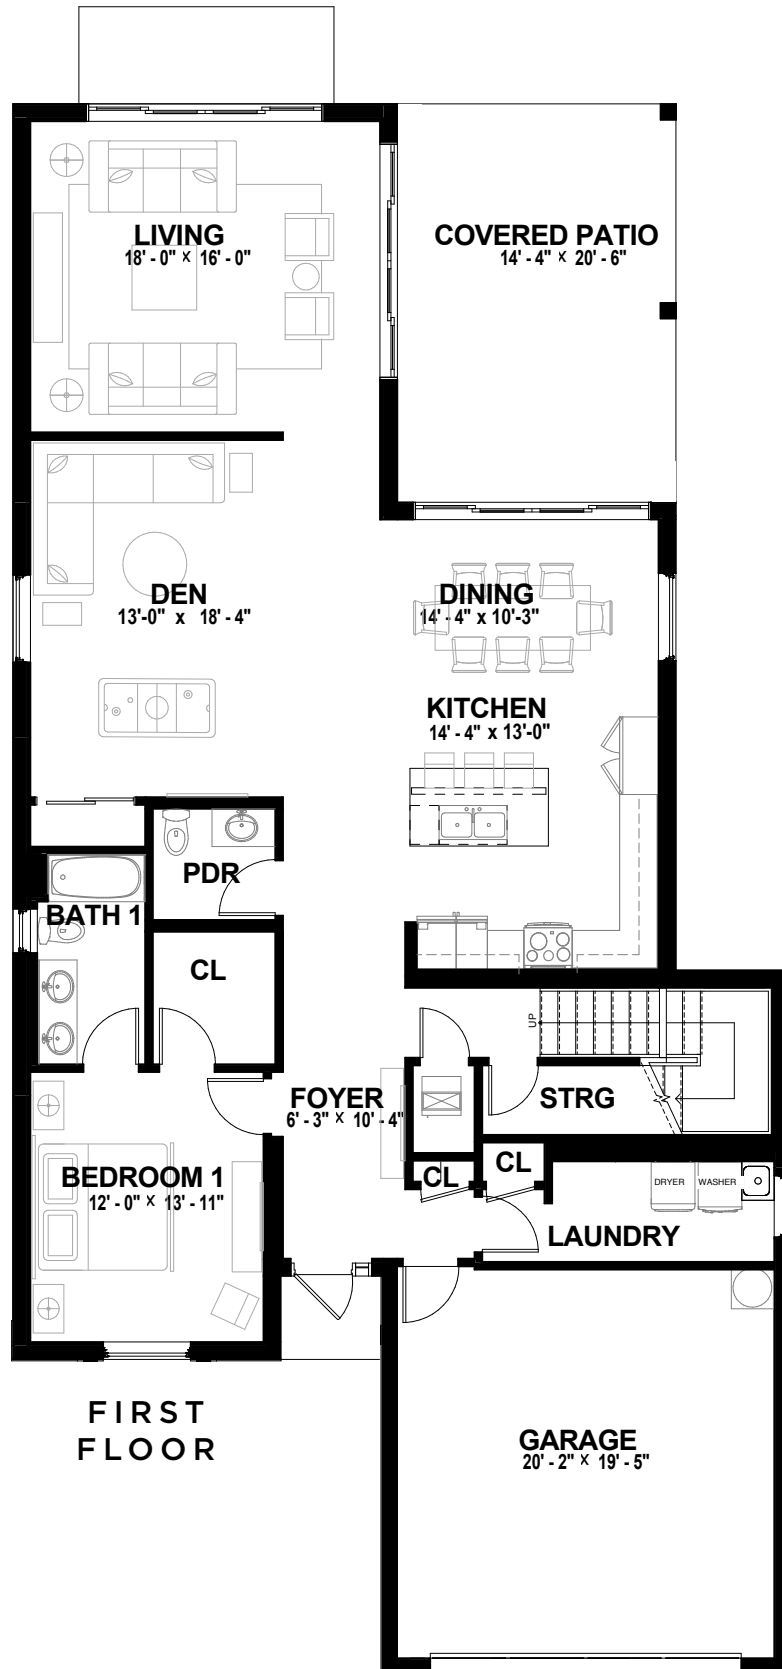 LIVING
18' - 0" × 16' - 0"
COVERED PATIO
14' - 4" × 20' - 6"
DEN
13'-0" x 18' - 4"
DINING
14' - 4" x 10'-3"
KITCHEN
14' - 4" x 13'-0"
PDR
BATH 1
CL
UP
FOYER
6' - 3" × 10' - 4"
STRG
BEDROOM 1
12' - 0" × 13' - 11"
CL
CL
DRYER
WASHER
LAUNDRY
FIRST
FLOOR
GARAGE
20' - 2" × 19' - 5"